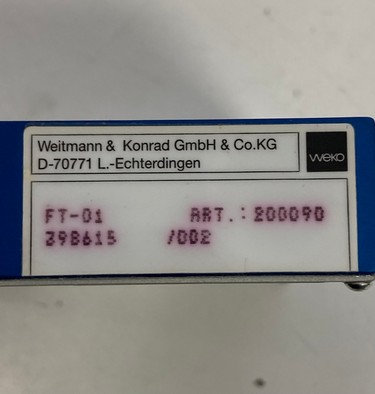 Weitmann & Konrad GmbH & Co.KG
D-70771 L.-Echterdingen
weko
FT-01 ART.: 200090
398615 /002